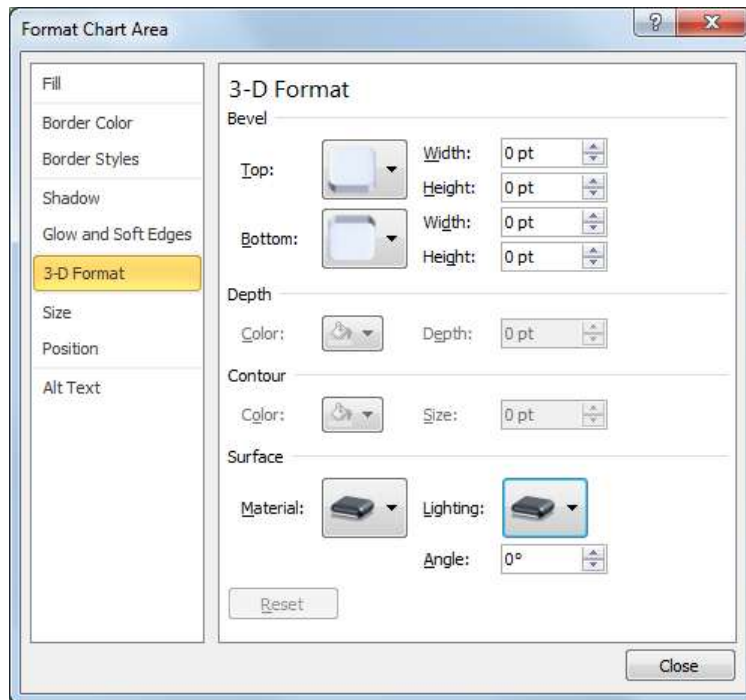 Format Chart Area
?
Fill
Border Color
Border Styles
Shadow
Glow and Soft Edges
3-D Format
Size
Position
Alt Text
3-D Format
Bevel
Top:
Width: 0 pt
Height: 0 pt
Bottom:
Width: 0 pt
Height: 0 pt
Depth
Color:
Depth: 0 pt
Contour
Color:
Size: 0 pt
Surface
Material:
Lighting:
Angle: 0°
Reset
Close